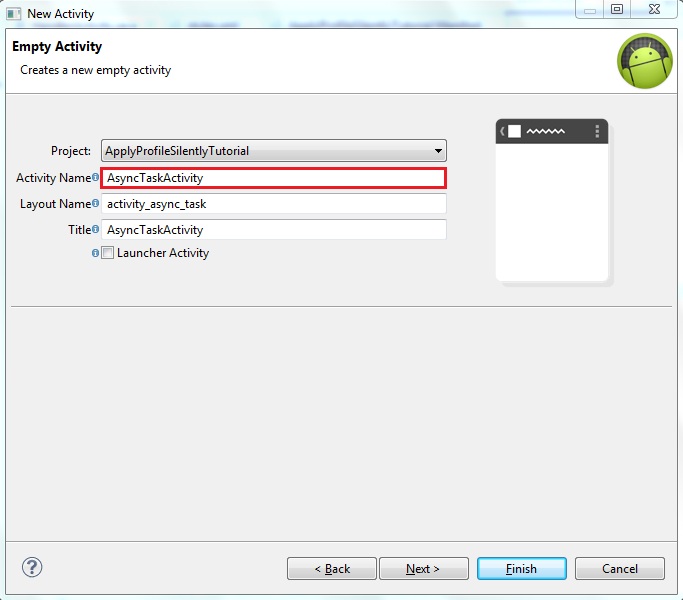 New Activity
Empty Activity
Creates a new empty activity
Project: ApplyProfileSilentlyTutorial
Activity Name AsyncTaskActivity
Layout Name activity_async_task
Title AsyncTaskActivity
Launcher Activity
? < Back Next > Finish Cancel